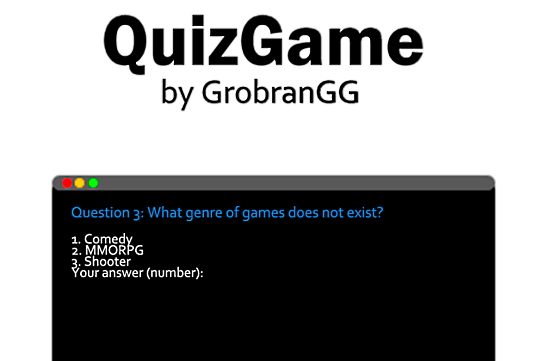 QuizGame
by GrobranGG
Question 3: What genre of games does not exist?
1. Comedy
2. MMORPG
3. Shooter
Your answer (number):